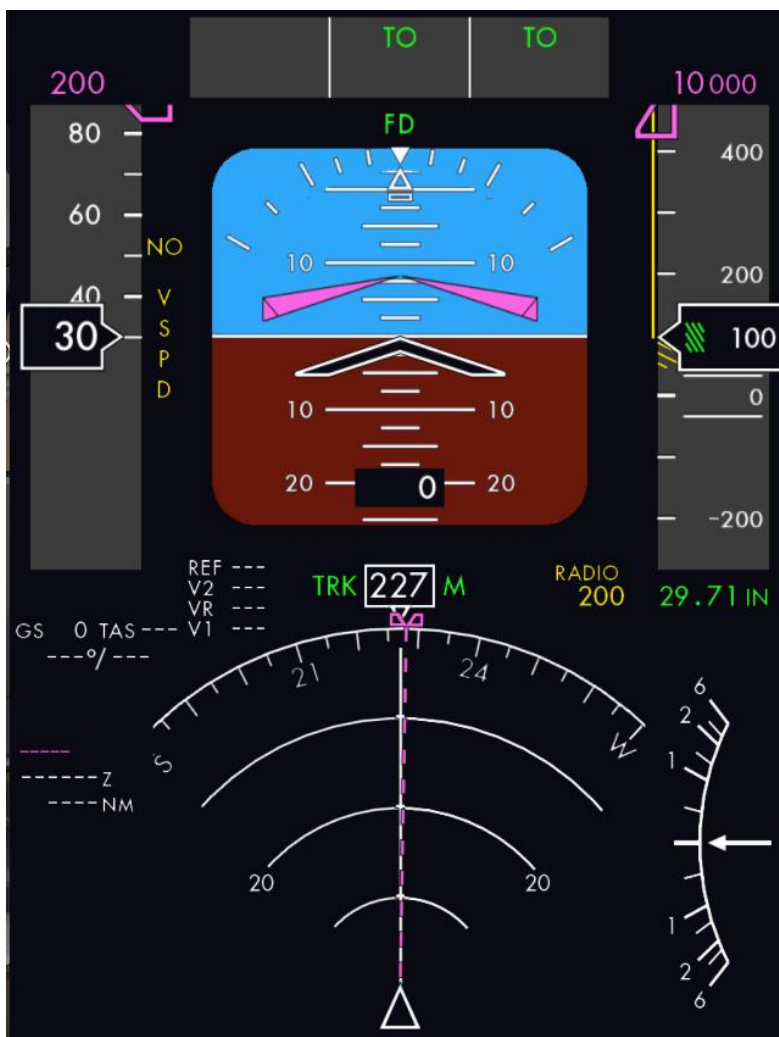 TO TO
200
10 000
FD
80
60
40
30
NO
V
S
P
D
10 10
10 10
20 20
0
400
200
100
0
-200
REF ---
V2 ---
VR ---
V1 ---
TRK 227 M
RADIO
200
29.71 IN
GS 0 TAS ---
---°/---
-----
------Z
----NM
S 21 24 W
20 20
6
2
1
1
2
6